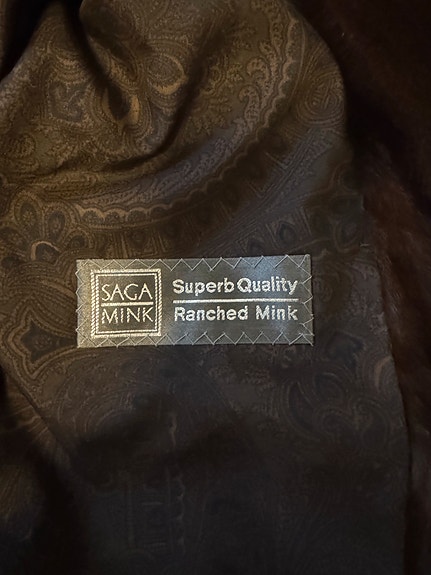 SAGA
MINK
Superb Quality
Ranched Mink